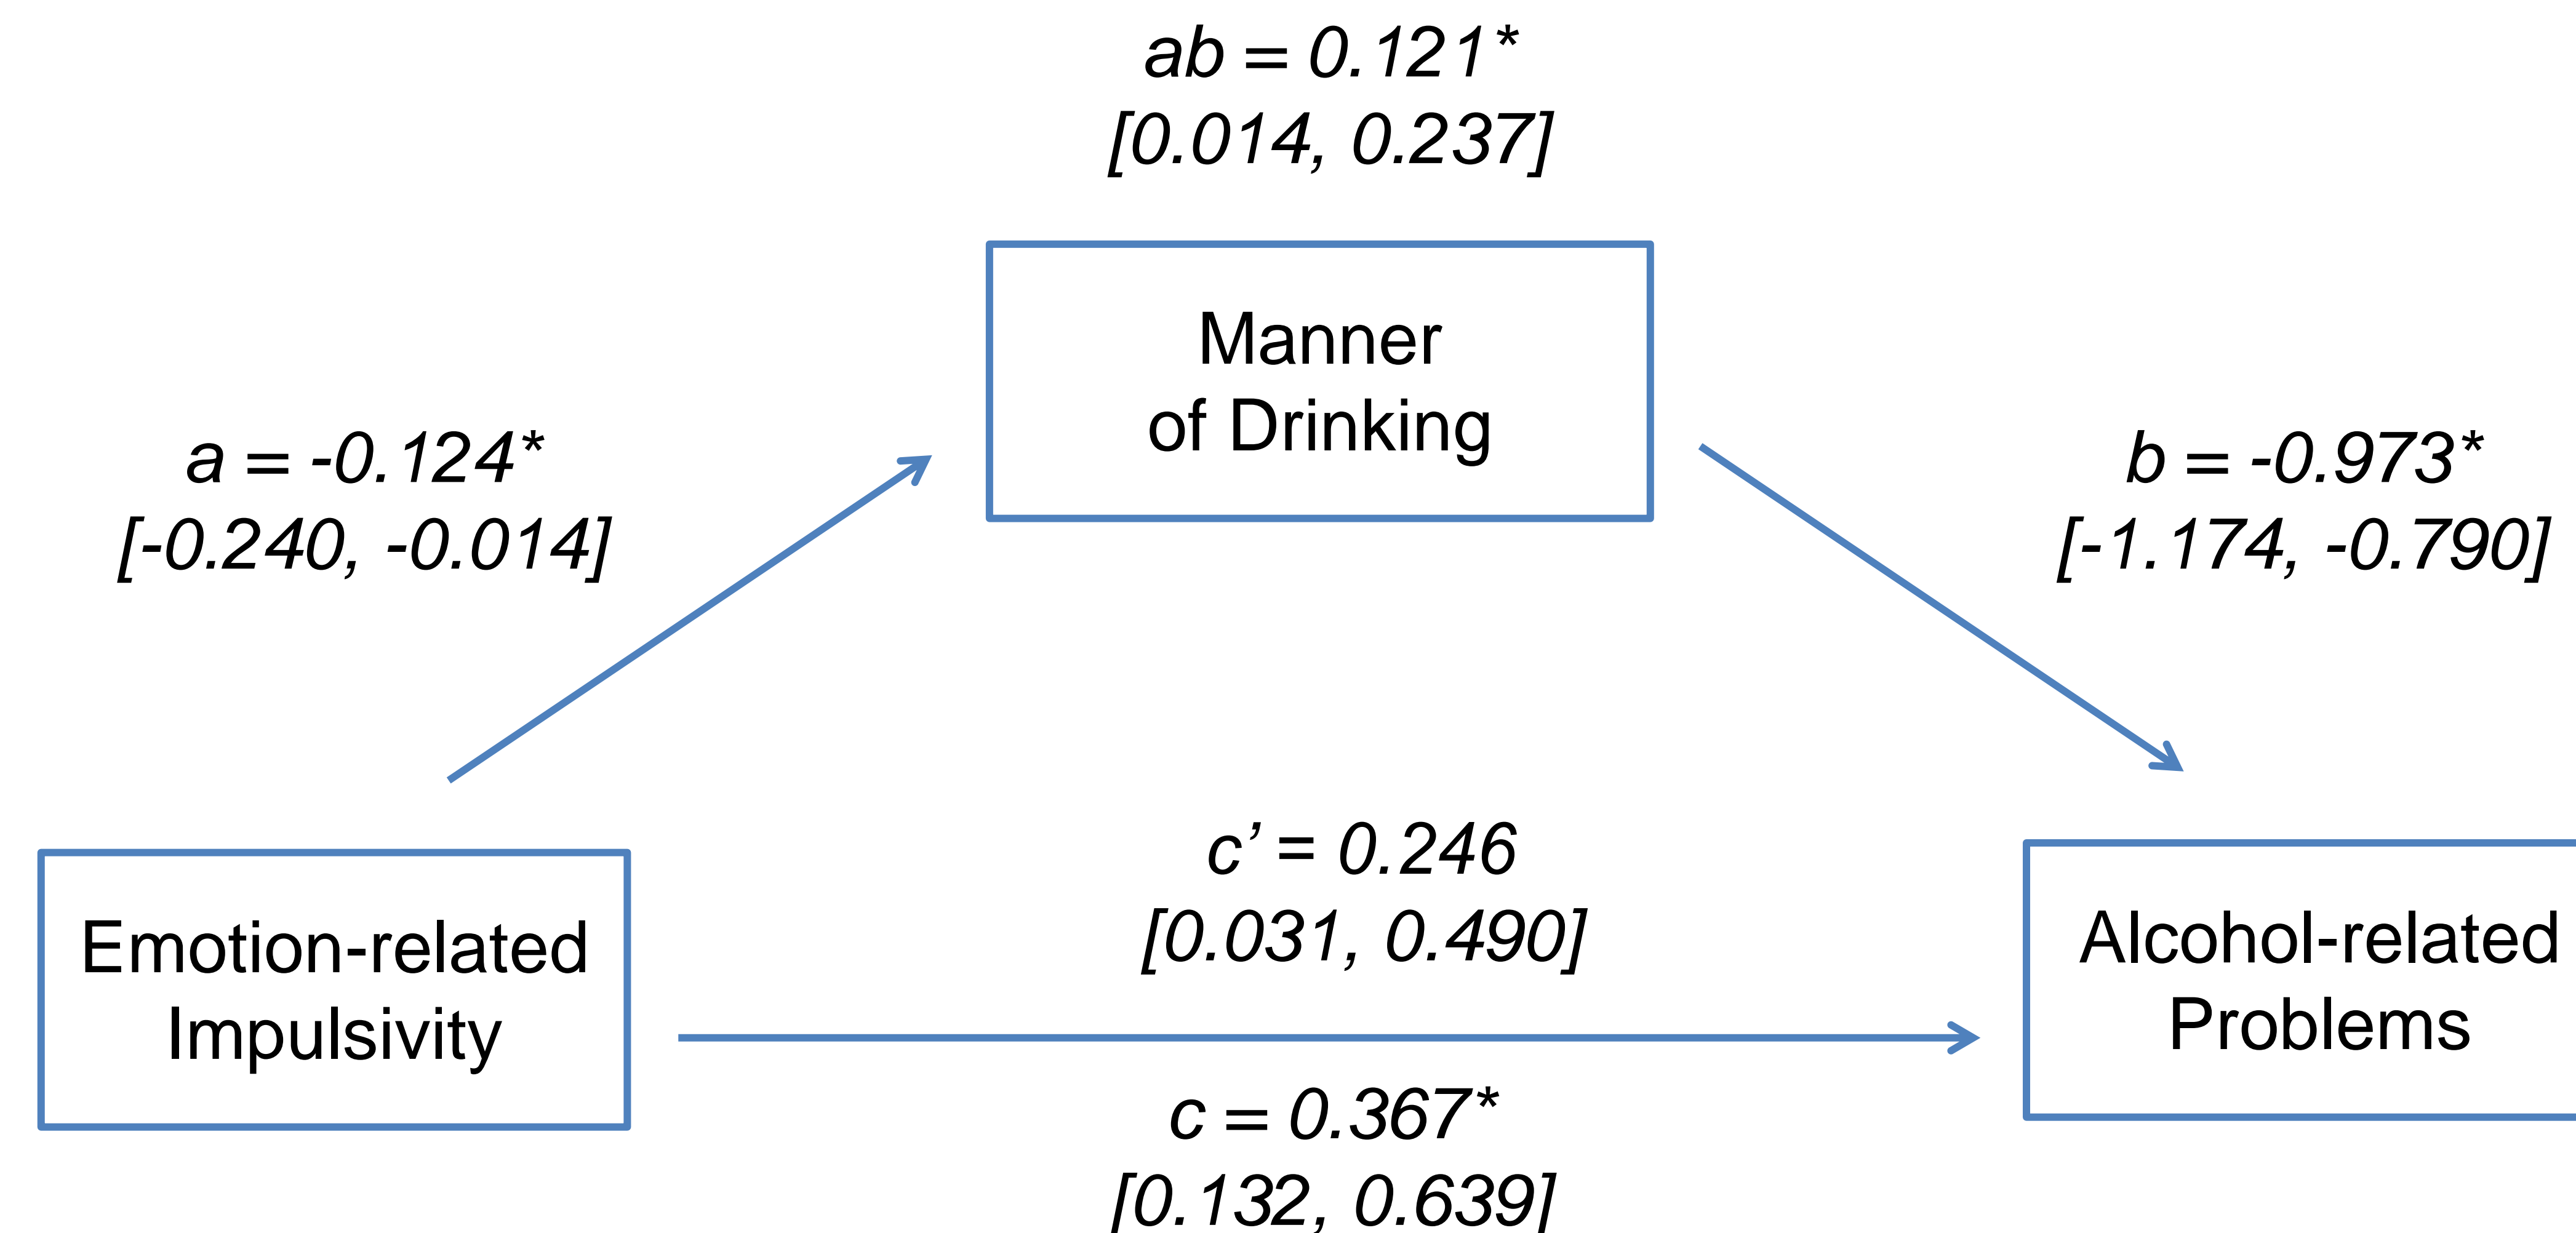 ab = 0.121*
[0.014, 0.237]
Manner
of Drinking
a = -0.124*
[-0.240, -0.014]
b = -0.973*
[-1.174, -0.790]
c’ = 0.246
[0.031, 0.490]
Emotion-related
Impulsivity
Alcohol-related
Problems
c = 0.367*
[0.132, 0.639]